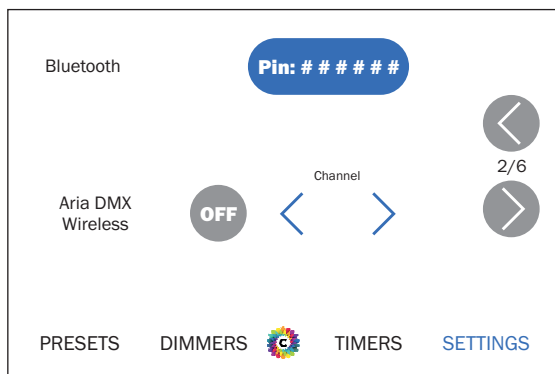 Bluetooth
Pin: # # # # # #
2/6
Channel
Aria DMX
Wireless
OFF
PRESETS
DIMMERS
C
TIMERS
SETTINGS